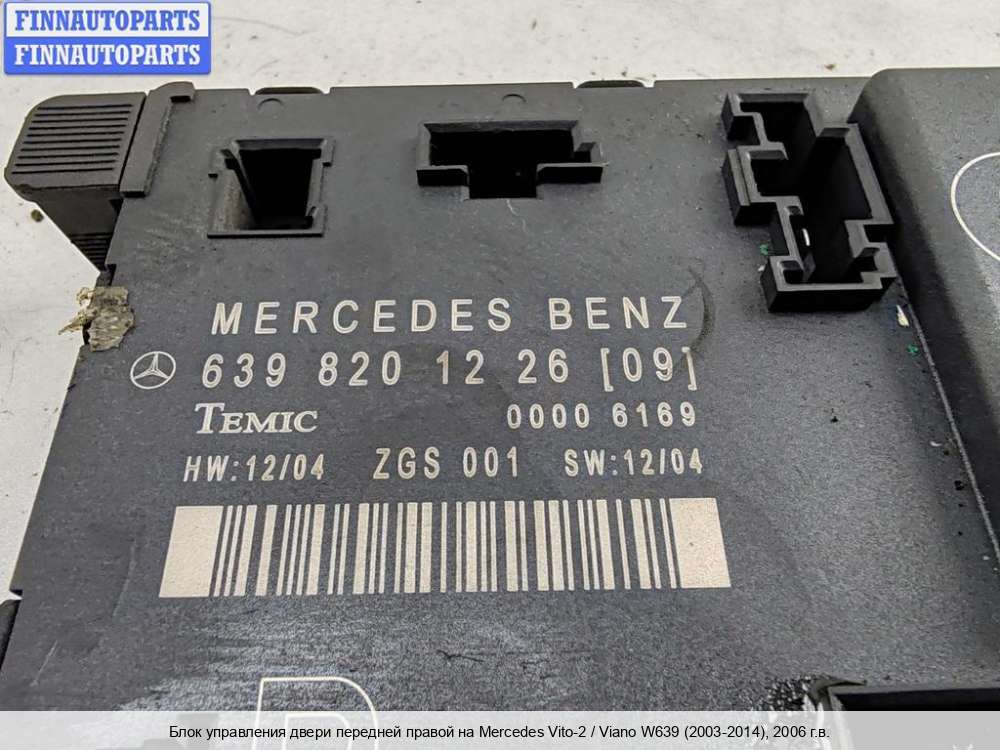 FINNAUTOPARTS
FINNAUTOPARTS
MERCEDES BENZ
639 820 12 26 [09]
TEMIC 0000 6169
HW:12/04 ZGS 001 SW:12/04
R
Блок управления двери передней правой на Mercedes Vito-2 / Viano W639 (2003-2014), 2006 г.в.